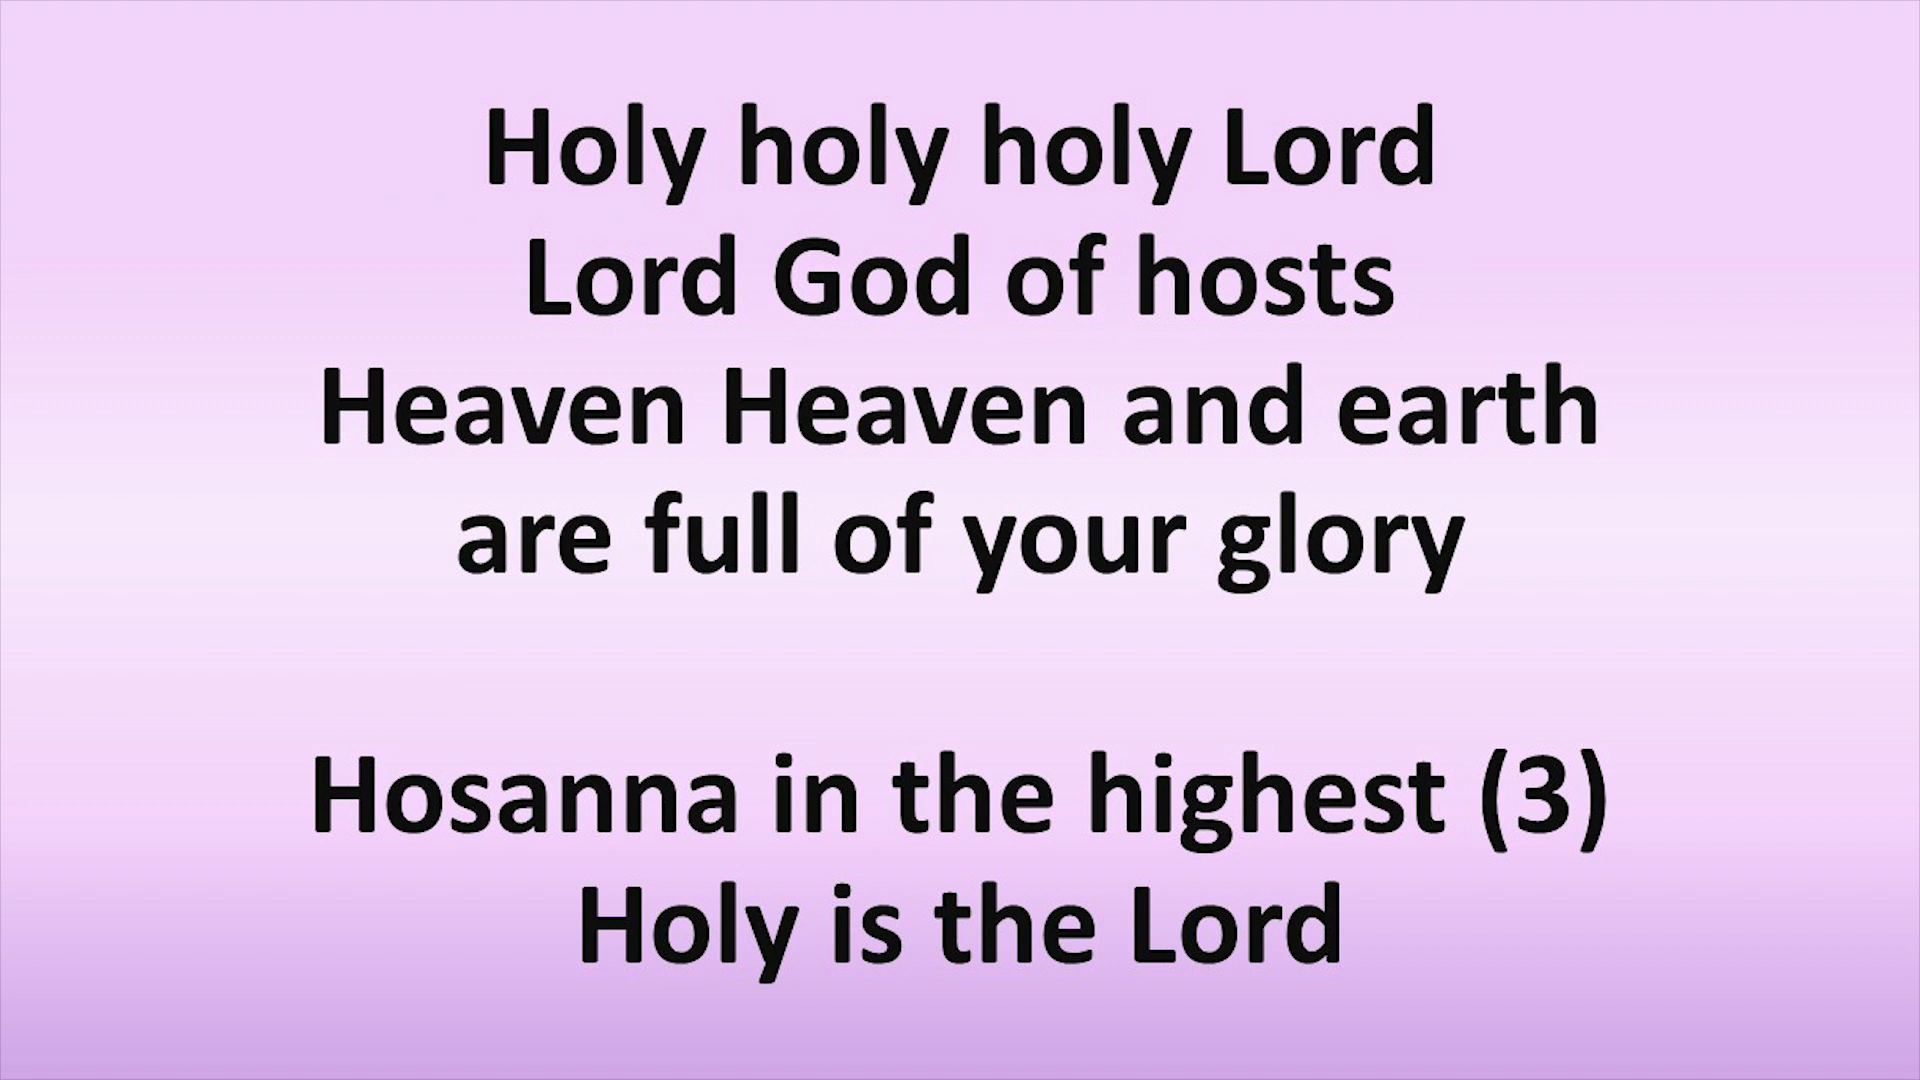 Holy holy holy Lord
Lord God of hosts
Heaven Heaven and earth
are full of your glory
Hosanna in the highest (3)
Holy is the Lord